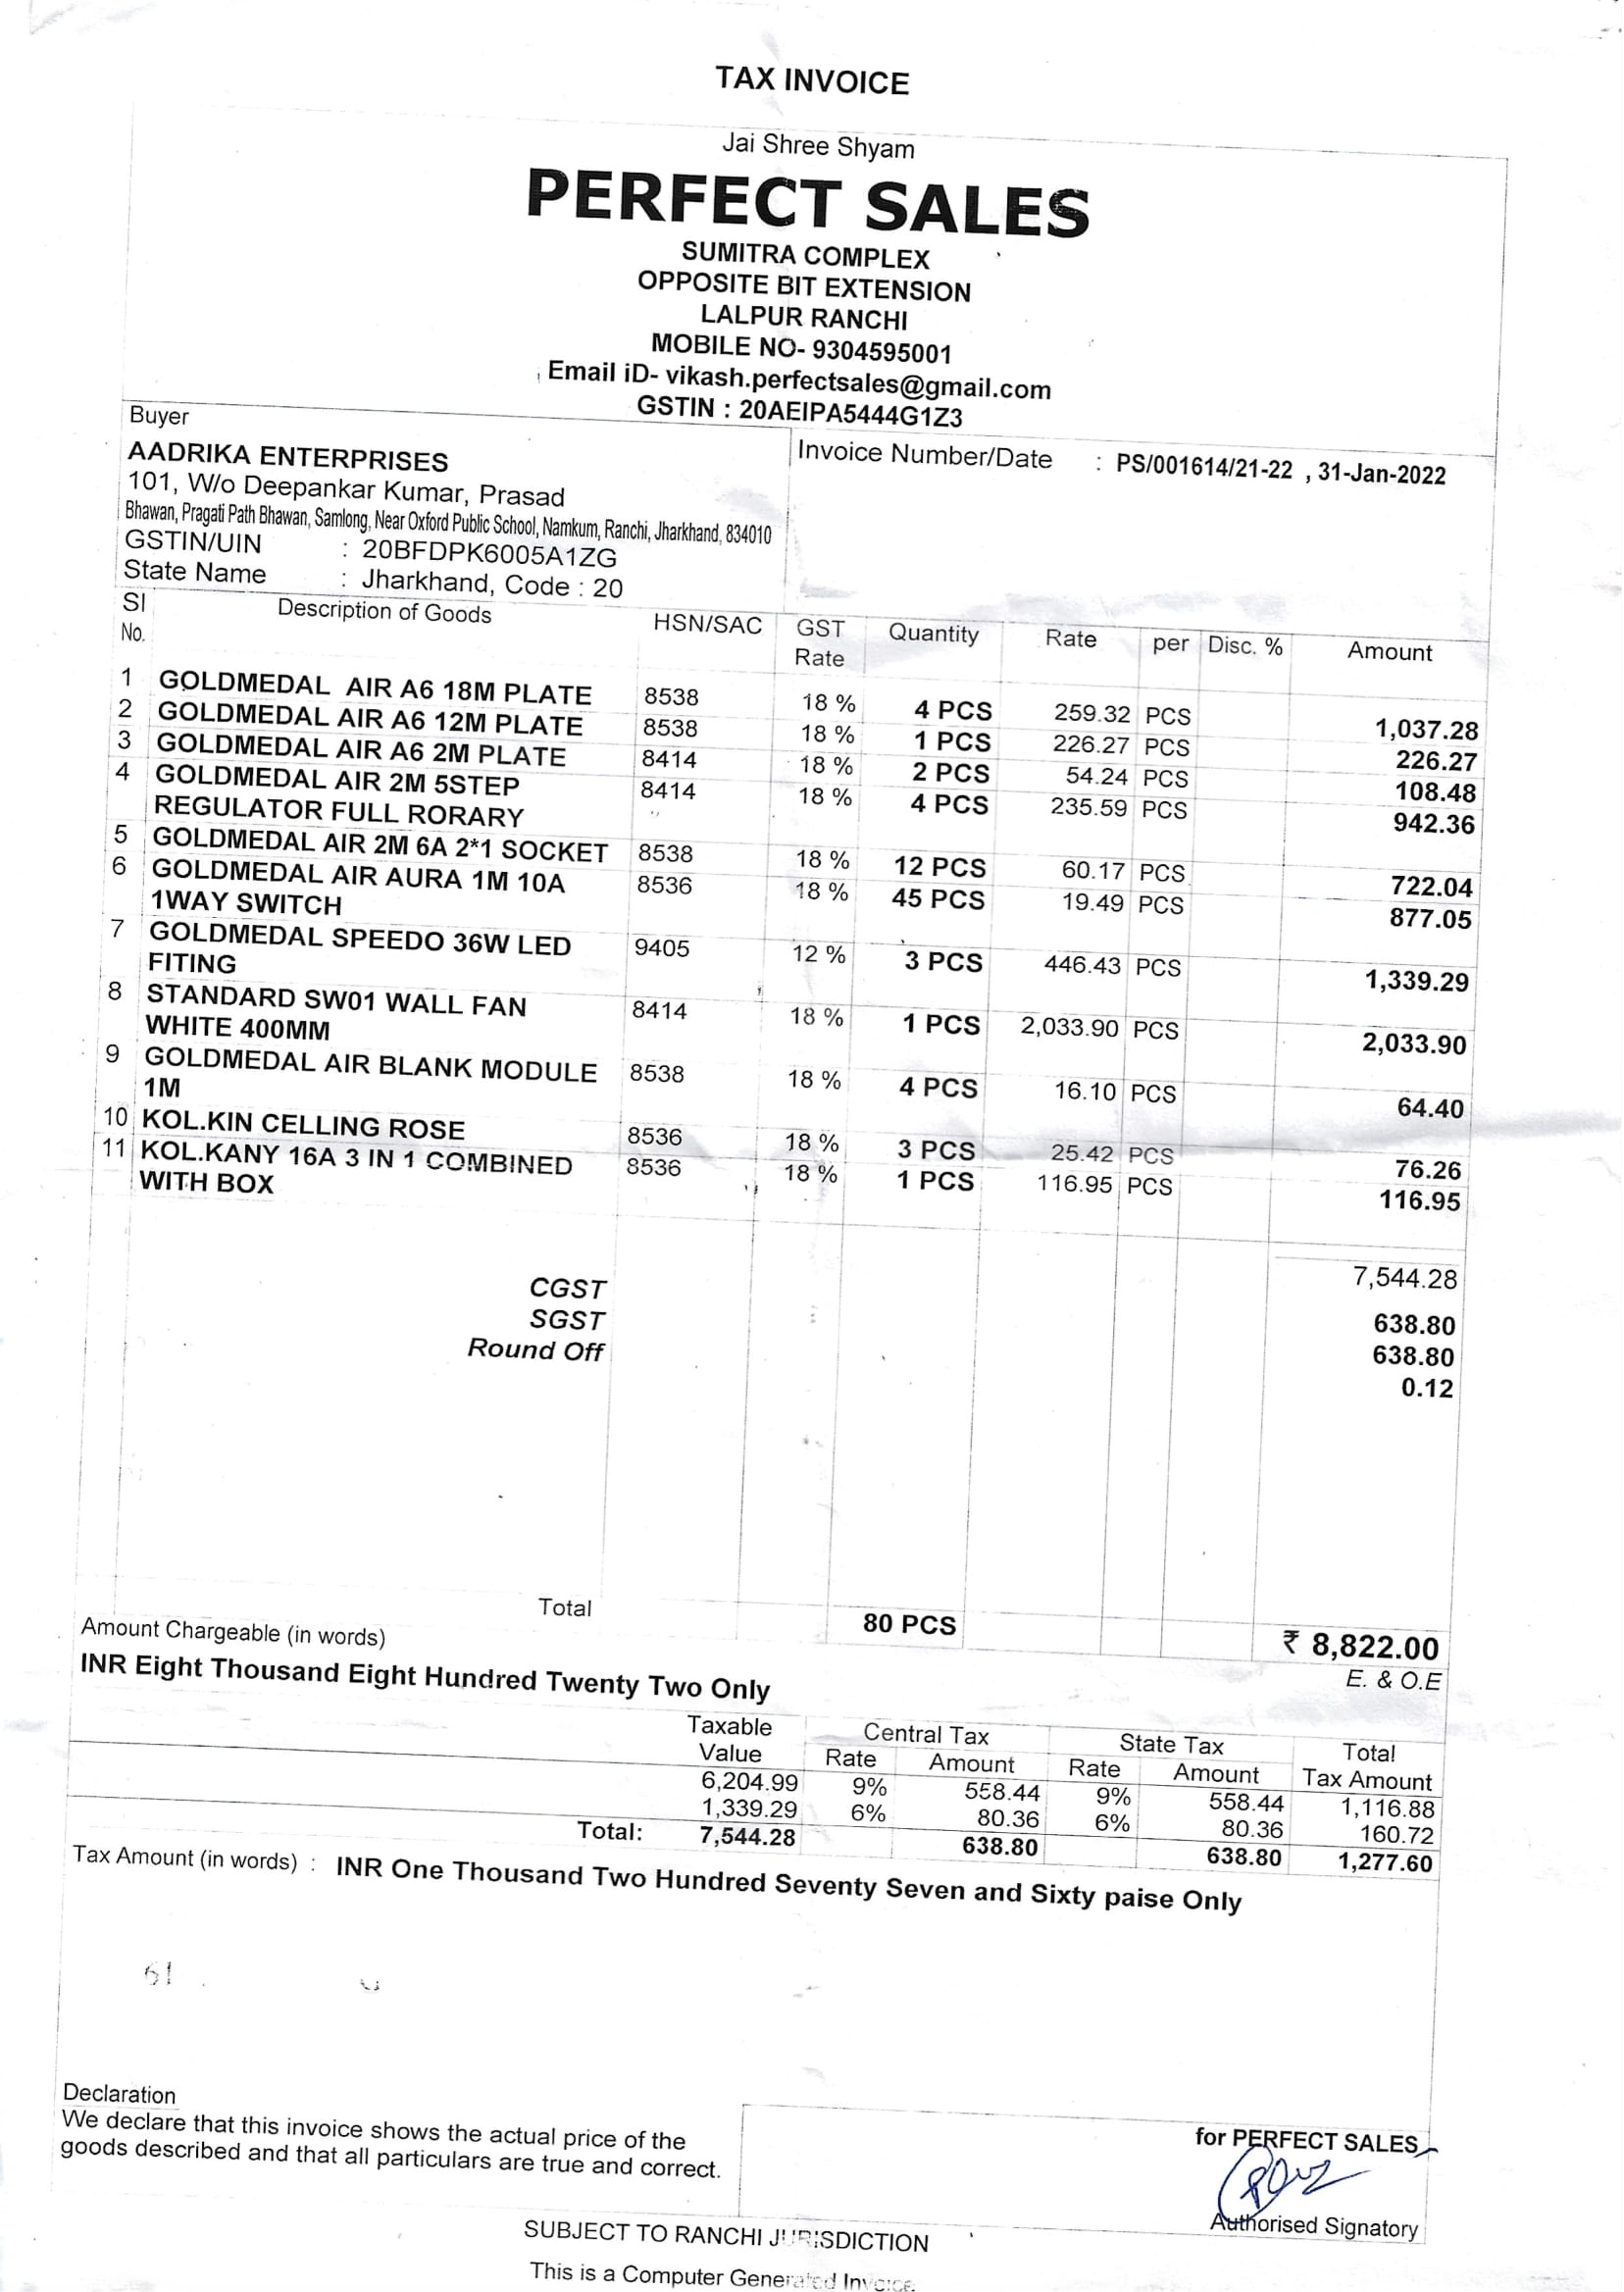 TAX INVOICE
Jai Shree Shyam
PERFECT SALES
SUMITRA COMPLEX
OPPOSITE BIT EXTENSION
LALPUR RANCHI
MOBILE NO- 9304595001
Email iD- vikash.perfectsales@gmail.com
GSTIN : 20AEIPA5444G1Z3
Buyer
AADRIKA ENTERPRISES
101, W/o Deepankar Kumar, Prasad
Bhawan, Pragati Path Bhawan, Samlong, Near Oxford Public School, Namkum, Ranchi, Jharkhand, 834010
GSTIN/UIN : 20BFDPK6005A1ZG
State Name : Jharkhand, Code : 20
Invoice Number/Date : PS/001614/21-22 , 31-Jan-2022
Sl No. Description of Goods HSN/SAC GST Rate Quantity Rate per Disc. % Amount
1 GOLDMEDAL AIR A6 18M PLATE 8538 18 % 4 PCS 259.32 PCS 1,037.28
2 GOLDMEDAL AIR A6 12M PLATE 8538 18 % 1 PCS 226.27 PCS 226.27
3 GOLDMEDAL AIR A6 2M PLATE 8414 18 % 2 PCS 54.24 PCS 108.48
4 GOLDMEDAL AIR 2M 5STEP 8414 18 % 4 PCS 235.59 PCS 942.36
REGULATOR FULL RORARY
5 GOLDMEDAL AIR 2M 6A 2*1 SOCKET 8538 18 % 12 PCS 60.17 PCS 722.04
6 GOLDMEDAL AIR AURA 1M 10A 8536 18 % 45 PCS 19.49 PCS 877.05
1WAY SWITCH
7 GOLDMEDAL SPEEDO 36W LED 9405 12 % 3 PCS 446.43 PCS 1,339.29
FITING
8 STANDARD SW01 WALL FAN 8414 18 % 1 PCS 2,033.90 PCS 2,033.90
WHITE 400MM
9 GOLDMEDAL AIR BLANK MODULE 8538 18 % 4 PCS 16.10 PCS 64.40
1M
10 KOL.KIN CELLING ROSE 8536 18 % 3 PCS 25.42 PCS 76.26
11 KOL.KANY 16A 3 IN 1 COMBINED 8536 18 % 1 PCS 116.95 PCS 116.95
WITH BOX
7,544.28
CGST 638.80
SGST 638.80
Round Off 0.12
Total 80 PCS ₹ 8,822.00
Amount Chargeable (in words) E. & O.E
INR Eight Thousand Eight Hundred Twenty Two Only
Taxable Value Central Tax State Tax Total Tax Amount
Rate Amount Rate Amount
6,204.99 9% 558.44 9% 558.44 1,116.88
1,339.29 6% 80.36 6% 80.36 160.72
Total: 7,544.28 638.80 638.80 1,277.60
Tax Amount (in words) : INR One Thousand Two Hundred Seventy Seven and Sixty paise Only
Declaration
We declare that this invoice shows the actual price of the
goods described and that all particulars are true and correct.
for PERFECT SALES
Authorised Signatory
SUBJECT TO RANCHI JURISDICTION
This is a Computer Generated Invoice